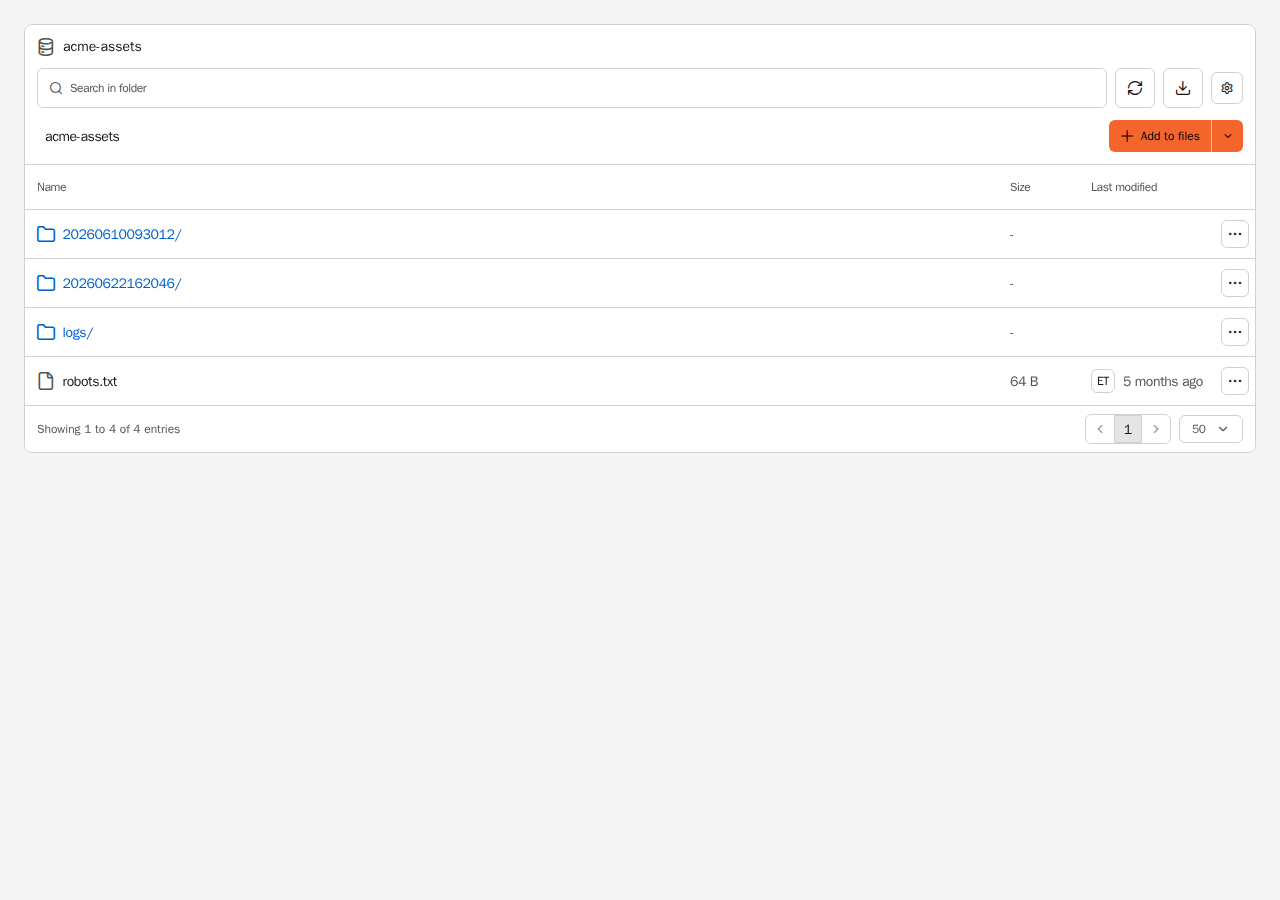 acme-assets
Search in folder
acme-assets
Add to files
Name Size Last modified
20260610093012/ -
20260622162046/ -
logs/ -
robots.txt 64 B ET 5 months ago
Showing 1 to 4 of 4 entries 1 50